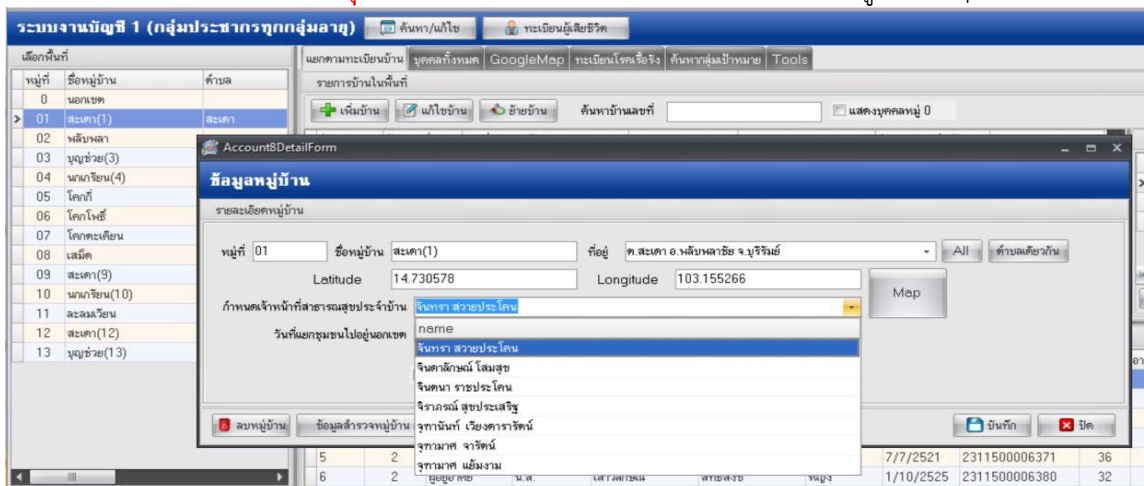 ระบบงานบัญชี 1 (กลุ่มประชากรทุกกลุ่มอายุ) ค้นหา/แก้ไข ทะเบียนผู้เสียชีวิต
เลือกพื้นที่
หมู่ที่ ชื่อหมู่บ้าน ตำบล
0 นอกเขต
01 สะเดา(1) สะเดา
02 พลับพลา
03 บุญช่วย(3)
04 นกเกรียน(4)
05 โคกกี่
06 โคกโพธิ์
07 โคกตะเคียน
08 เสม็ด
09 สะเดา(9)
10 นกเกรียน(10)
11 ละลมเวียน
12 สะเดา(12)
13 บุญช่วย(13)
แยกตามทะเบียนบ้าน บุคคลทั้งหมด GoogleMap ทะเบียนโรคเรื้อรัง ค้นหากลุ่มเป้าหมาย Tools
รายการบ้านในพื้นที่
เพิ่มบ้าน แก้ไขบ้าน ย้ายบ้าน ค้นหาบ้านเลขที่ แสดงบุคคลหมู่ 0
Account8DetailForm
ข้อมูลหมู่บ้าน
รายละเอียดหมู่บ้าน
หมู่ที่ 01 ชื่อหมู่บ้าน สะเดา(1) ที่อยู่ ต.สะเดา อ.พลับพลาชัย จ.บุรีรัมย์ All ตำบลเดียวกัน
Latitude 14.730578 Longitude 103.155266 Map
กำหนดเจ้าหน้าที่สาธารณสุขประจำบ้าน จันทรา สวายประโคน
วันที่แยกชุมชนไปอยู่นอกเขต
name
จันทรา สวายประโคน
จินดาลักษณ์ โสมสุข
จินตนา ราชประโคน
จิราภรณ์ สุขประเสริฐ
จุฑานันท์ เวียงดารารัตน์
จุฑามาศ จารัตน์
จุฑามาศ แย้มงาม
ลบหมู่บ้าน ข้อมูลสำรวจหมู่บ้าน บันทึก ปิด
5 2 7/7/2521 2311500006371 36
6 2 ผู้อยู่อาศัย น.ส. หญิง 1/10/2525 2311500006380 32